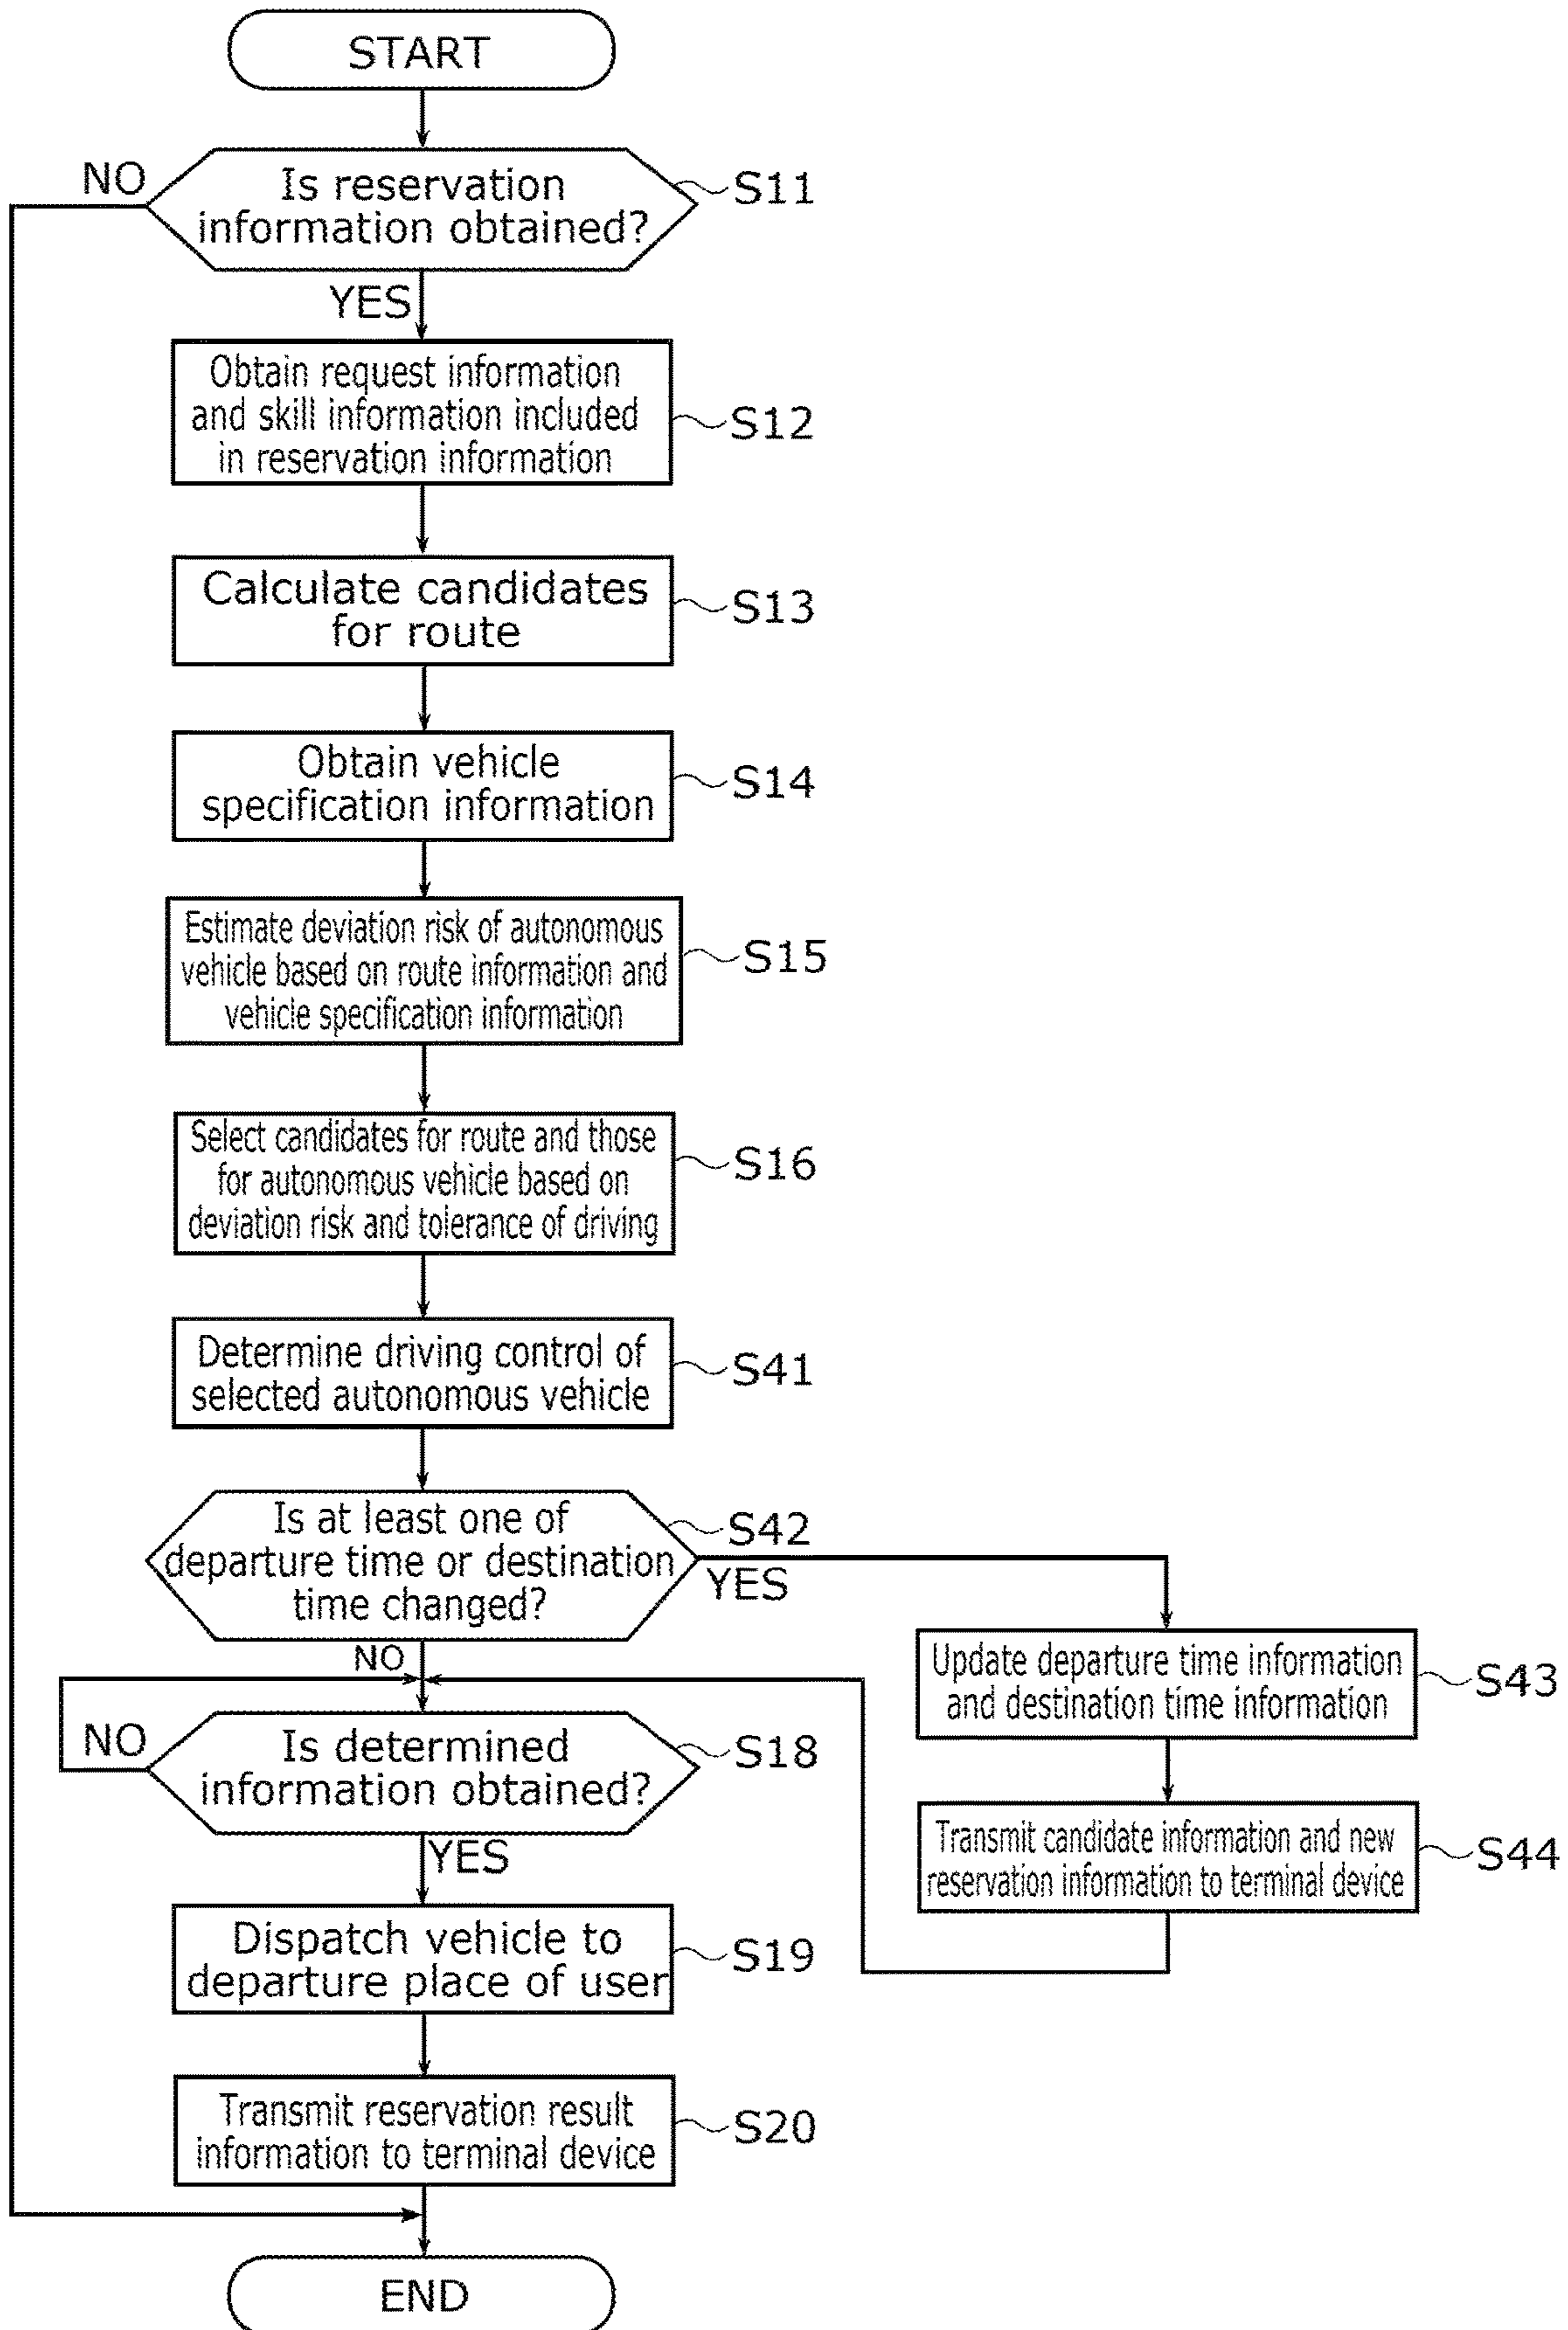 START
NO
Is reservation
information obtained?
S11
YES
Obtain request information
and skill information included
in reservation information
S12
Calculate candidates
for route
S13
Obtain vehicle
specification information
S14
Estimate deviation risk of autonomous
vehicle based on route information and
vehicle specification information
S15
Select candidates for route and those
for autonomous vehicle based on
deviation risk and tolerance of driving
S16
Determine driving control of
selected autonomous vehicle
S41
Is at least one of
departure time or destination
time changed?
S42
YES
NO
Update departure time information
and destination time information
S43
NO
Is determined
information obtained?
S18
YES
Transmit candidate information and new
reservation information to terminal device
S44
Dispatch vehicle to
departure place of user
S19
Transmit reservation result
information to terminal device
S20
END